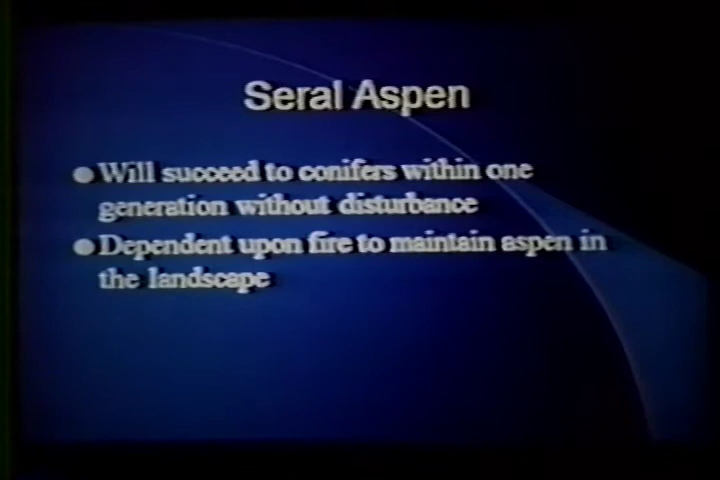 Seral Aspen
● Will succeed to conifers within one
generation without disturbance
● Dependent upon fire to maintain aspen in
the landscape